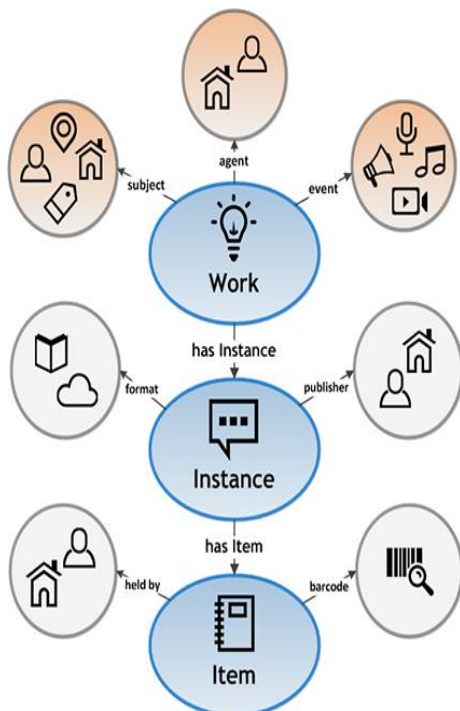 agent
subject
event
Work
has Instance
format
publisher
Instance
has Item
held by
barcode
Item